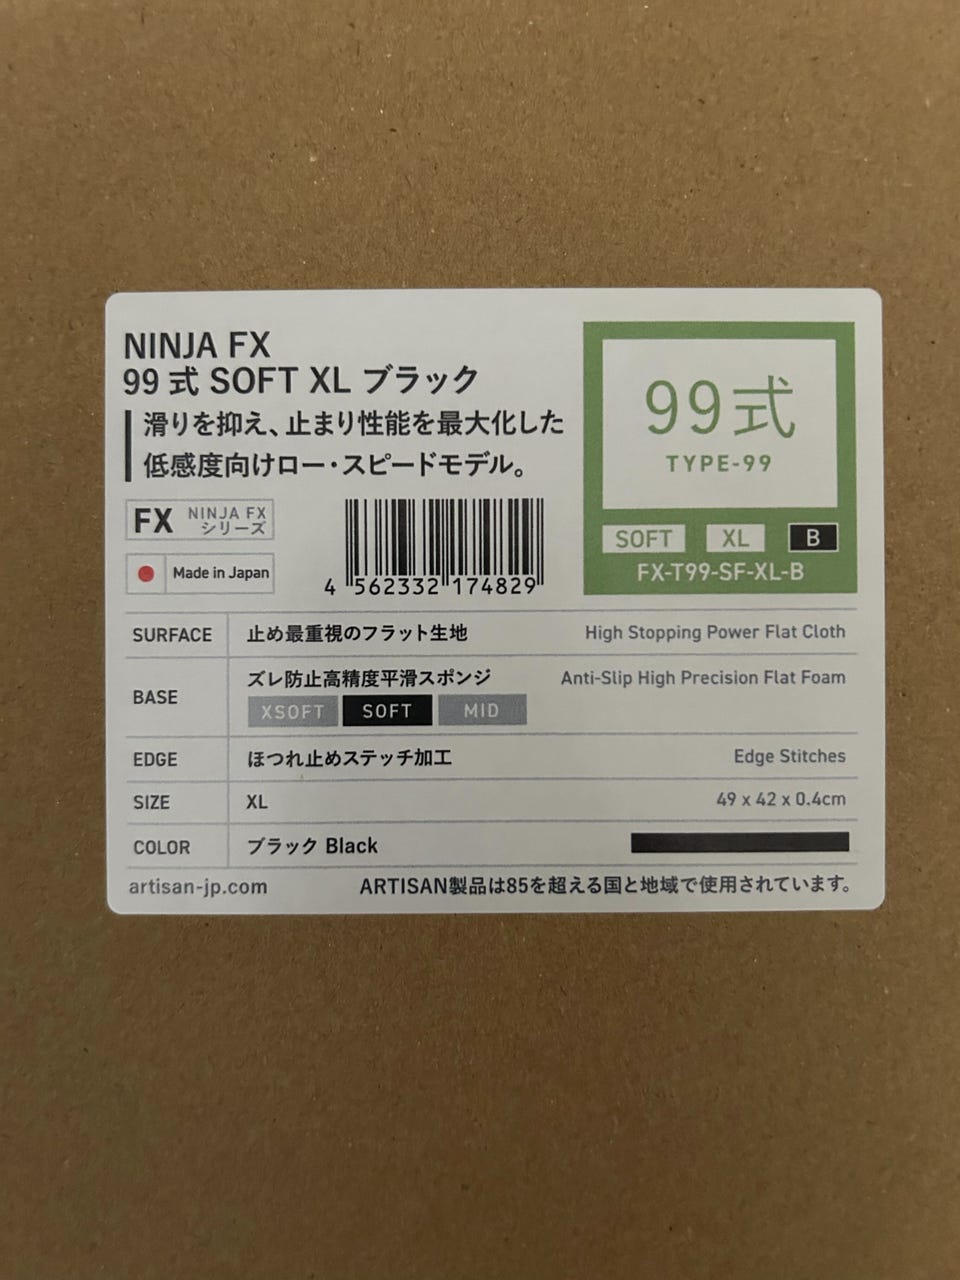 NINJA FX
99式 SOFT XL ブラック
滑りを抑え、止まり性能を最大化した
低感度向けロー・スピードモデル。
FX NINJA FX
シリーズ
Made in Japan
4 562332 174829
99式
TYPE-99
SOFT XL B
FX-T99-SF-XL-B
SURFACE 止め最重視のフラット生地 High Stopping Power Flat Cloth
BASE ズレ防止高精度平滑スポンジ Anti-Slip High Precision Flat Foam
XSOFT SOFT MID
EDGE ほつれ止めステッチ加工 Edge Stitches
SIZE XL 49 x 42 x 0.4cm
COLOR ブラック Black
artisan-jp.com ARTISAN製品は85を超える国と地域で使用されています。